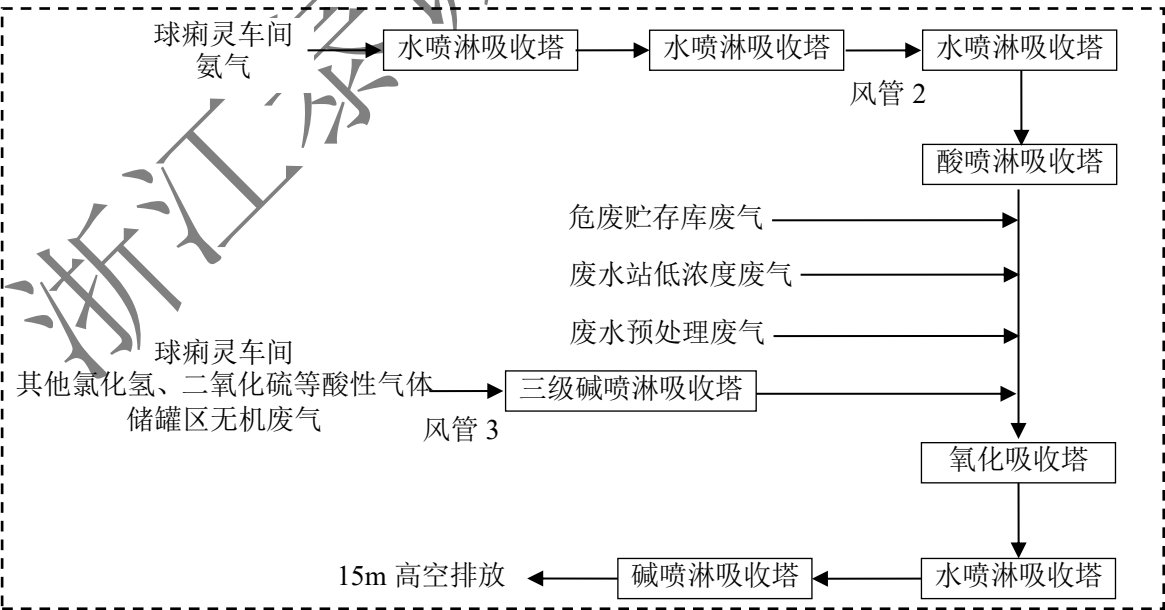 球痢灵车间
氨气
水喷淋吸收塔
水喷淋吸收塔
水喷淋吸收塔
风管 2
酸喷淋吸收塔
危废贮存库废气
废水站低浓度废气
废水预处理废气
球痢灵车间
其他氯化氢、二氧化硫等酸性气体
储罐区无机废气
三级碱喷淋吸收塔
风管 3
氧化吸收塔
15m 高空排放
碱喷淋吸收塔
水喷淋吸收塔
浙江泰